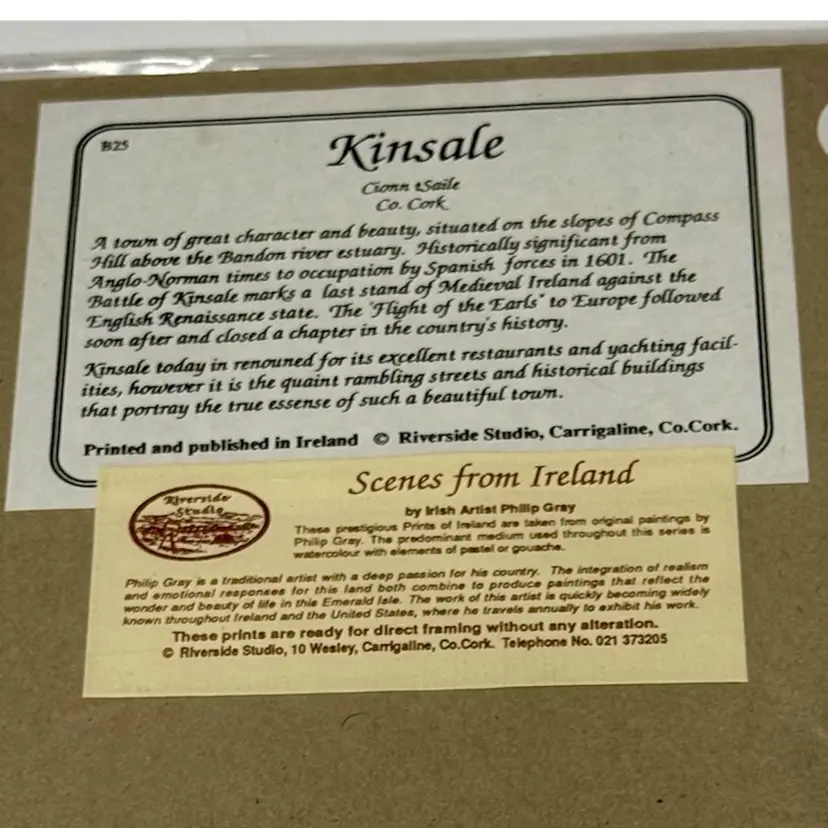 B25
Kinsale
Cionn tSaile
Co. Cork
A town of great character and beauty, situated on the slopes of Compass
Hill above the Bandon river estuary. Historically significant from
Anglo-Norman times to occupation by Spanish forces in 1601. The
Battle of Kinsale marks a last stand of Medieval Ireland against the
English Renaissance state. The "Flight of the Earls" to Europe followed
soon after and closed a chapter in the country's history.
Kinsale today in renouned for its excellent restaurants and yachting facil-
ities, however it is the quaint rambling streets and historical buildings
that portray the true essense of such a beautiful town.
Printed and published in Ireland © Riverside Studio, Carrigaline, Co.Cork.
Riverside
Studio
Scenes from Ireland
by Irish Artist Philip Gray
These prestigious Prints of Ireland are taken from original paintings by
Philip Gray. The predominant medium used throughout this series is
watercolour with elements of pastel or gouache.
Philip Gray is a traditional artist with a deep passion for his country. The integration of realism
and emotional responses for this land both combine to produce paintings that reflect the
wonder and beauty of life in this Emerald Isle. The work of this artist is quickly becoming widely
known throughout Ireland and the United States, where he travels annually to exhibit his work.
These prints are ready for direct framing without any alteration.
© Riverside Studio, 10 Wesley, Carrigaline, Co.Cork. Telephone No. 021 373205